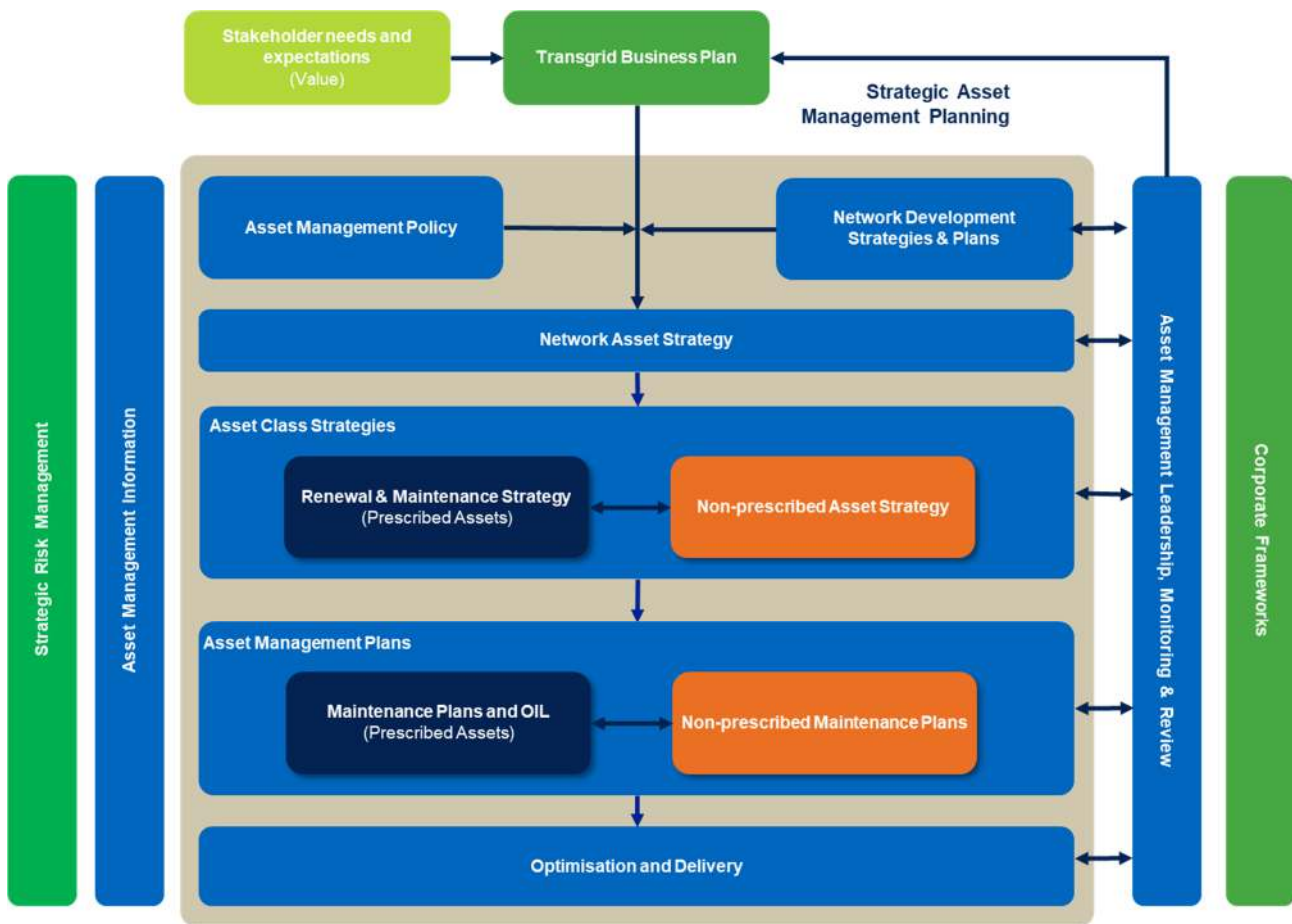 Stakeholder needs and
expectations
(Value)
Transgrid Business Plan
Strategic Asset
Management Planning
Strategic Risk Management
Asset Management Information
Asset Management Policy
Network Development
Strategies & Plans
Network Asset Strategy
Asset Class Strategies
Renewal & Maintenance Strategy
(Prescribed Assets)
Non-prescribed Asset Strategy
Asset Management Plans
Maintenance Plans and OIL
(Prescribed Assets)
Non-prescribed Maintenance Plans
Optimisation and Delivery
Asset Management Leadership, Monitoring & Review
Corporate Frameworks